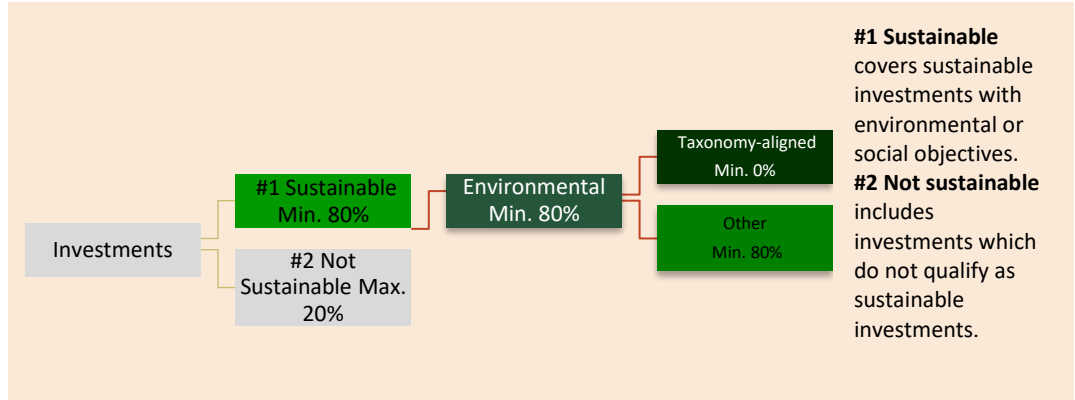 Investments
#1 Sustainable
Min. 80%
#2 Not
Sustainable Max.
20%
Environmental
Min. 80%
Taxonomy-aligned
Min. 0%
Other
Min. 80%
#1 Sustainable
covers sustainable
investments with
environmental or
social objectives.
#2 Not sustainable
includes
investments which
do not qualify as
sustainable
investments.